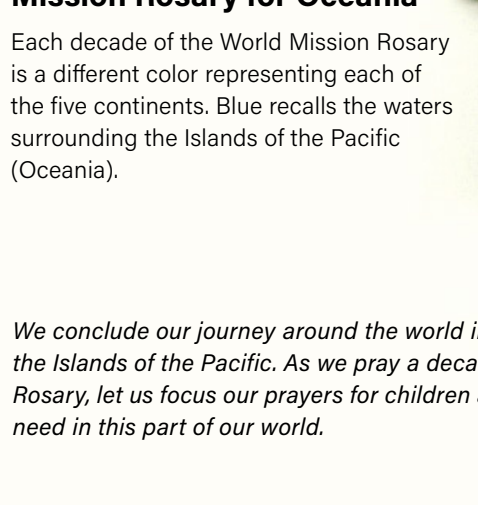 Mission Rosary for Oceania
Each decade of the World Mission Rosary
is a different color representing each of
the five continents. Blue recalls the waters
surrounding the Islands of the Pacific
(Oceania).
We conclude our journey around the world
the Islands of the Pacific. As we pray a
Rosary, let us focus our prayers for children
need in this part of our world.